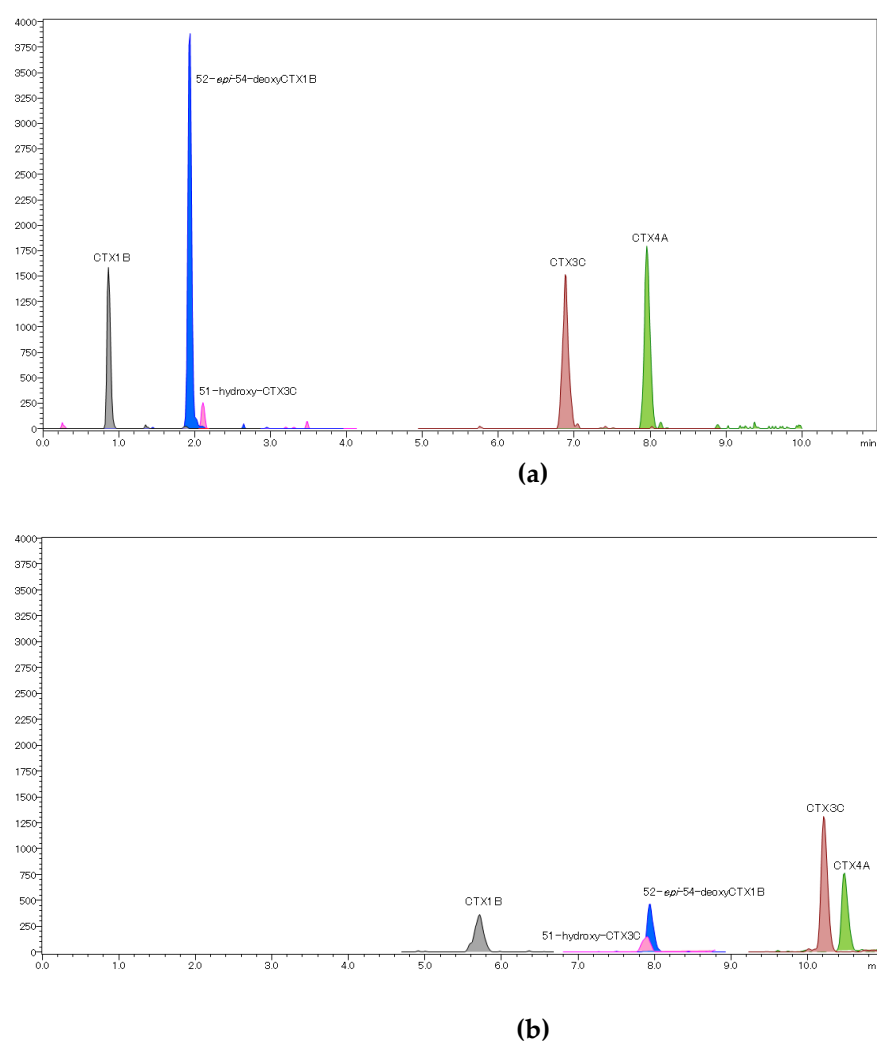 4000
3750
3500
3250
3000
2750
2500
2250
2000
1750
1500
1250
1000
750
500
250
0
52-epi-54-deoxyCTX1B
CTX4A
CTX1B
CTX3C
51-hydroxy-CTX3C
0.0 1.0 2.0 3.0 4.0 5.0 6.0 7.0 8.0 9.0 10.0 min
(a)
4000
3750
3500
3250
3000
2750
2500
2250
2000
1750
1500
1250
1000
750
500
250
0
CTX3C
CTX4A
52-epi-54-deoxyCTX1B
CTX1B
51-hydroxy-CTX3C
0.0 1.0 2.0 3.0 4.0 5.0 6.0 7.0 8.0 9.0 10.0 m
(b)